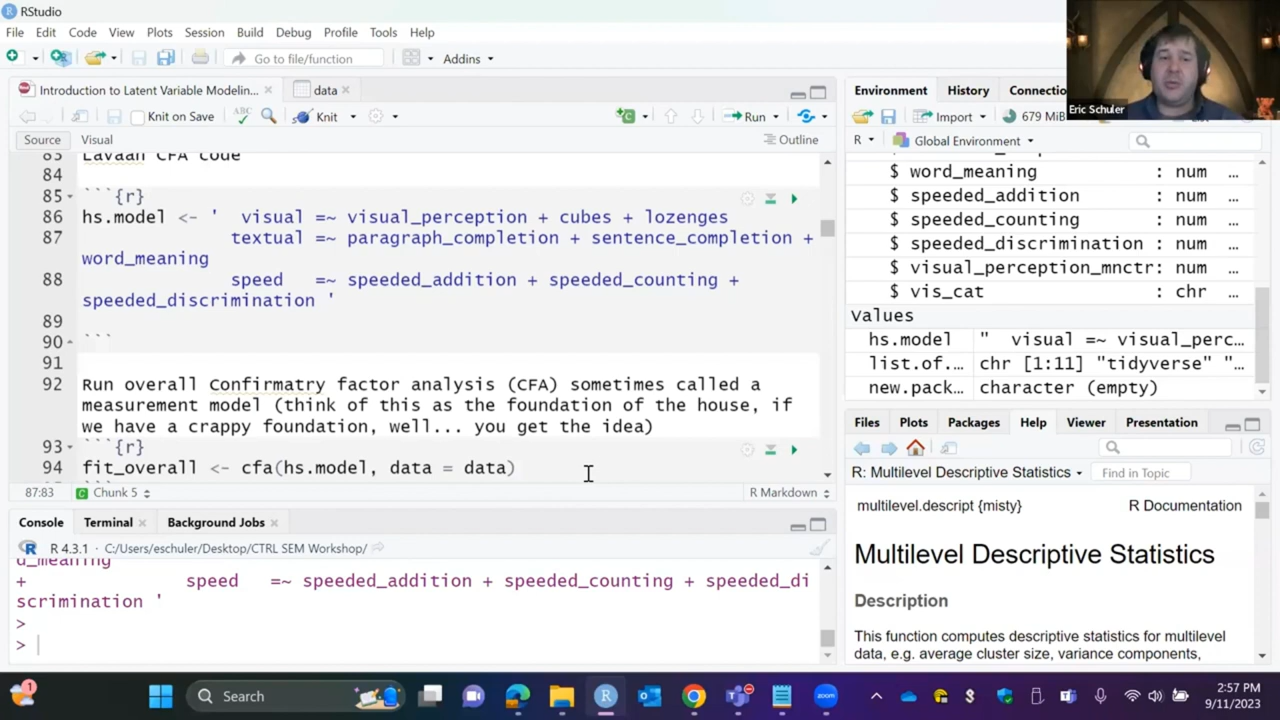 RStudio
File Edit Code View Plots Session Build Debug Profile Tools Help
Go to file/function
Addins
Eric Schuler
Introduction to Latent Variable Modelin...
data
Knit on Save
ABC
Knit
Run
Source
Visual
Outline
83 Lavaan CFA code
84
85 ```{r}
86 hs.model <- ' visual =~ visual_perception + cubes + lozenges
87 textual =~ paragraph_completion + sentence_completion +
word_meaning
88 speed =~ speeded_addition + speeded_counting +
speeded_discrimination '
89
90 ```
91
92 Run overall Confirmatry factor analysis (CFA) sometimes called a
measurement model (think of this as the foundation of the house, if
we have a crappy foundation, well... you get the idea)
93 ```{r}
94 fit_overall <- cfa(hs.model, data = data)
87:83 Chunk 5 R Markdown
Console Terminal Background Jobs
R 4.3.1 · C:/Users/eschuler/Desktop/CTRL SEM Workshop/
d_meaning
+ speed =~ speeded_addition + speeded_counting + speeded_di
scrimination '
>
>
Environment History Connectio
Import 679 MiB
R Global Environment
$ word_meaning : num ...
$ speeded_addition : num ...
$ speeded_counting : num ...
$ speeded_discrimination : num ...
$ visual_perception_mnctr: num ...
$ vis_cat : chr ...
Values
hs.model " visual =~ visual_perc...
list.of... chr [1:11] "tidyverse" "...
new.pack... character (empty)
Files Plots Packages Help Viewer Presentation
R: Multilevel Descriptive Statistics Find in Topic
multilevel.descript {misty} R Documentation
Multilevel Descriptive Statistics
Description
This function computes descriptive statistics for multilevel
data, e.g. average cluster size, variance components,
1
Search
zoom
2:57 PM
9/11/2023